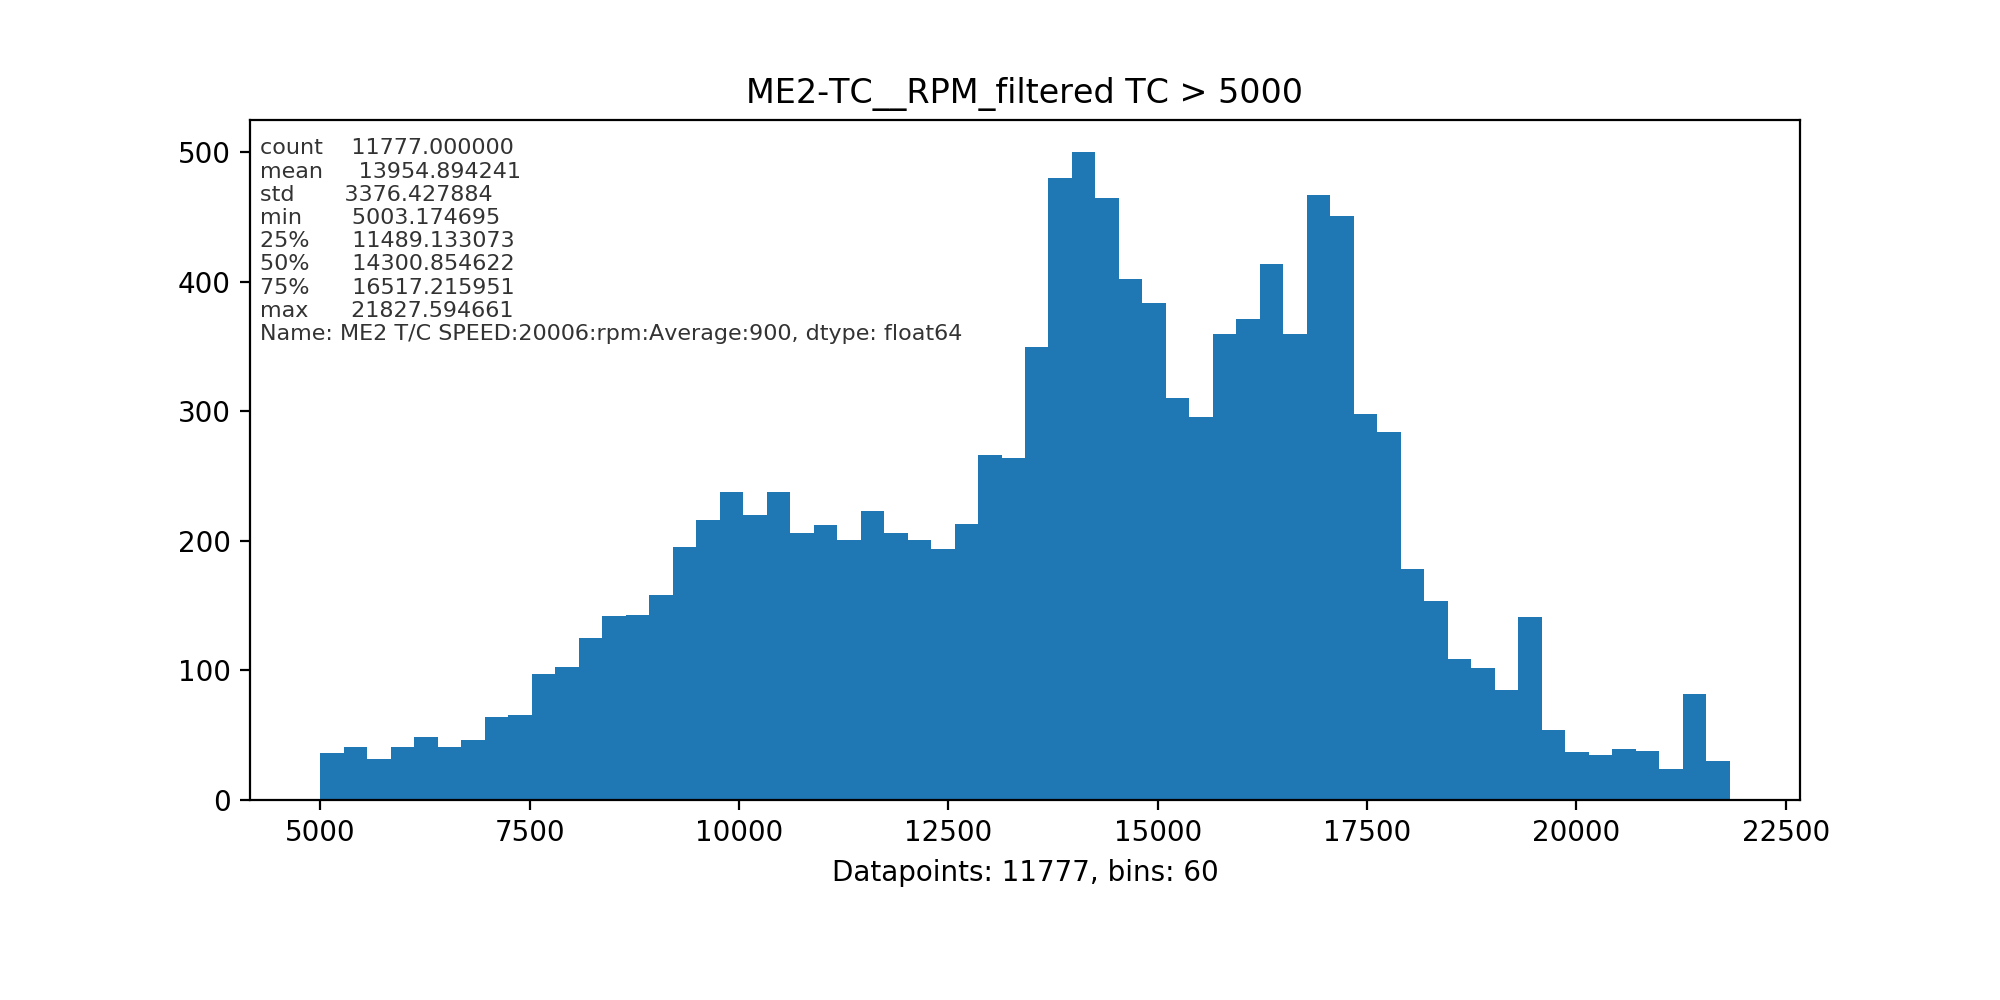 ME2-TC__RPM_filtered TC > 5000
count 11777.000000
mean 13954.894241
std 3376.427884
min 5003.174695
25% 11489.133073
50% 14300.854622
75% 16517.215951
max 21827.594661
Name: ME2 T/C SPEED:20006:rpm:Average:900, dtype: float64
500
400
300
200
100
0
5000 7500 10000 12500 15000 17500 20000 22500
Datapoints: 11777, bins: 60